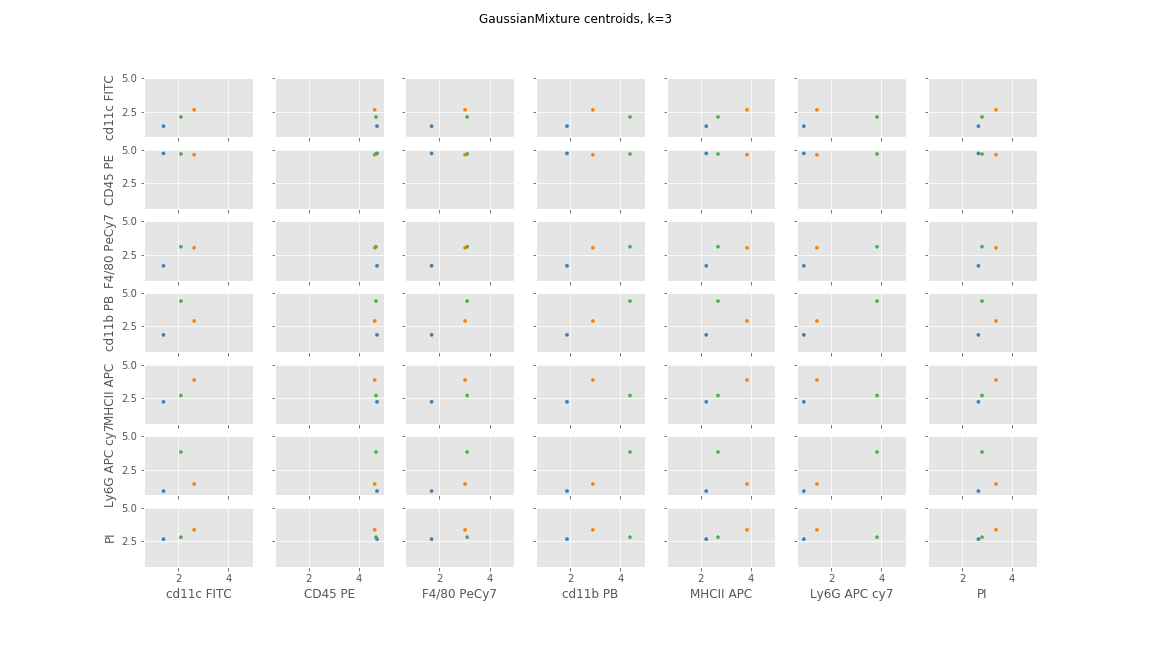 GaussianMixture centroids, k=3
cd11c FITC
5.0
2.5
CD45 PE
5.0
2.5
F4/80 PeCy7
5.0
2.5
cd11b PB
5.0
2.5
MHCII APC
5.0
2.5
Ly6G APC cy7
5.0
2.5
PI
5.0
2.5
2 4 2 4 2 4 2 4 2 4 2 4 2 4
cd11c FITC CD45 PE F4/80 PeCy7 cd11b PB MHCII APC Ly6G APC cy7 PI